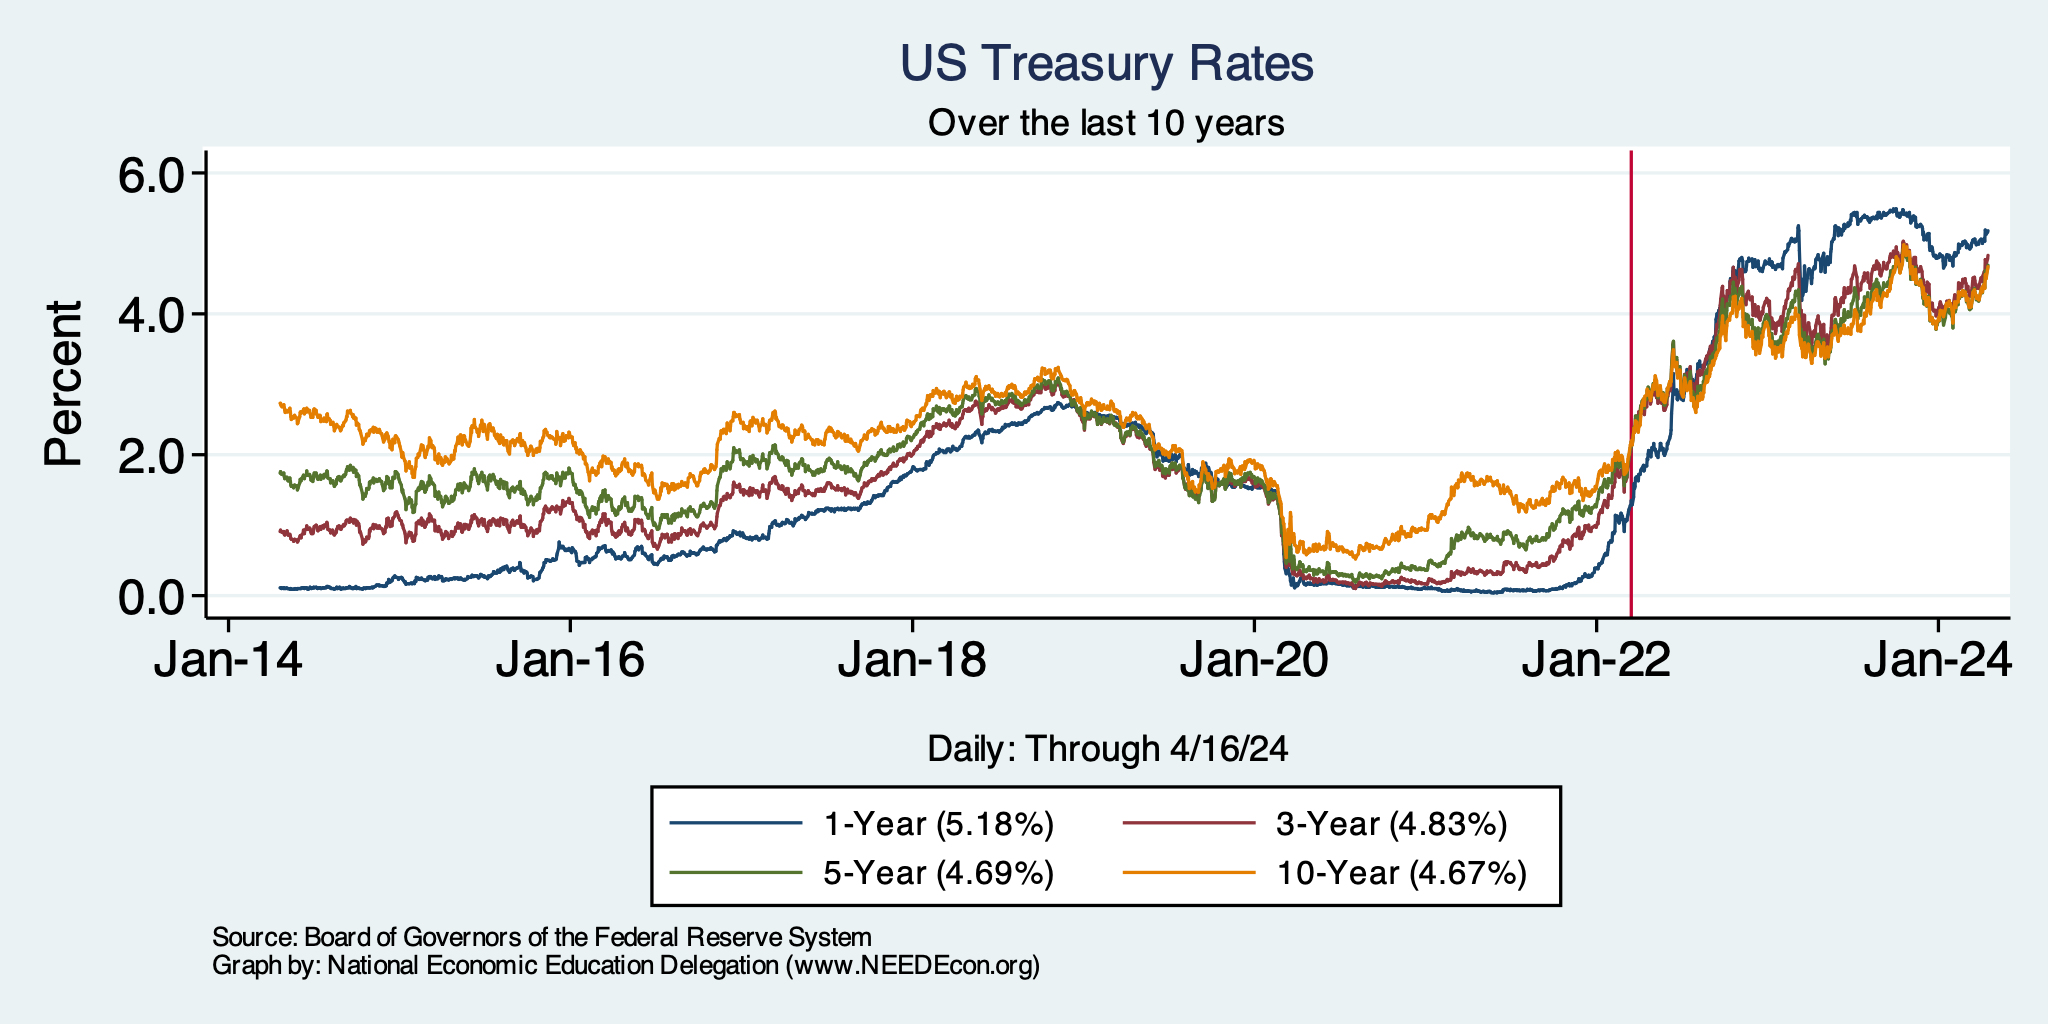 US Treasury Rates
Over the last 10 years
Percent
6.0
4.0
2.0
0.0
Jan-14 Jan-16 Jan-18 Jan-20 Jan-22 Jan-24
Daily: Through 4/16/24
1-Year (5.18%) 3-Year (4.83%)
5-Year (4.69%) 10-Year (4.67%)
Source: Board of Governors of the Federal Reserve System
Graph by: National Economic Education Delegation (www.NEEDEcon.org)